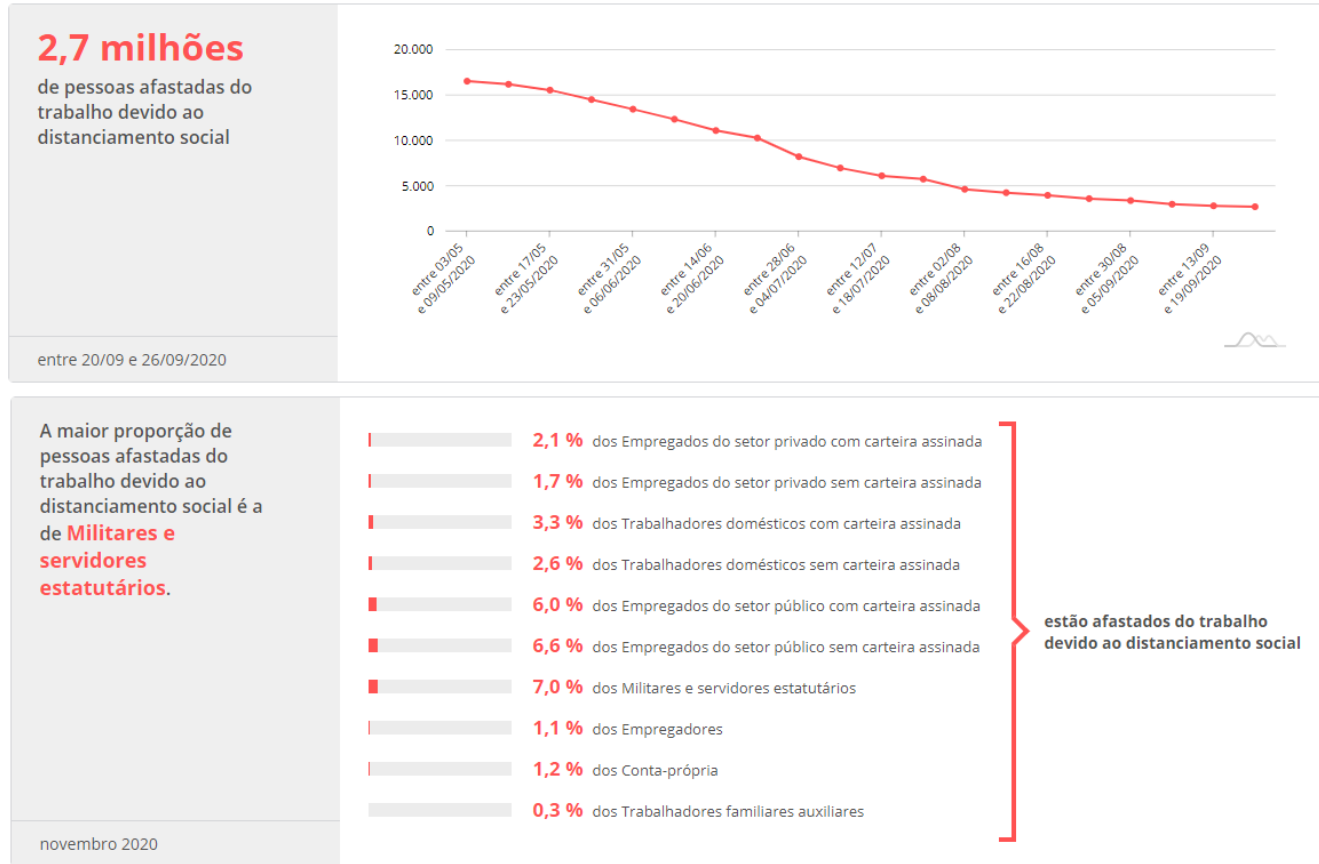 2,7 milhões
de pessoas afastadas do
trabalho devido ao
distanciamento social
entre 20/09 e 26/09/2020
20.000
15.000
10.000
5.000
0
entre 03/05
e 09/05/2020
entre 17/05
e 23/05/2020
entre 31/05
e 06/06/2020
entre 14/06
e 20/06/2020
entre 28/06
e 04/07/2020
entre 12/07
e 18/07/2020
entre 02/08
e 08/08/2020
entre 16/08
e 22/08/2020
entre 30/08
e 05/09/2020
entre 13/09
e 19/09/2020
A maior proporção de
pessoas afastadas do
trabalho devido ao
distanciamento social é a
de Militares e
servidores
estatutários.
novembro 2020
2,1 % dos Empregados do setor privado com carteira assinada
1,7 % dos Empregados do setor privado sem carteira assinada
3,3 % dos Trabalhadores domésticos com carteira assinada
2,6 % dos Trabalhadores domésticos sem carteira assinada
6,0 % dos Empregados do setor público com carteira assinada
6,6 % dos Empregados do setor público sem carteira assinada
7,0 % dos Militares e servidores estatutários
1,1 % dos Empregadores
1,2 % dos Conta-própria
0,3 % dos Trabalhadores familiares auxiliares
estão afastados do trabalho
devido ao distanciamento social